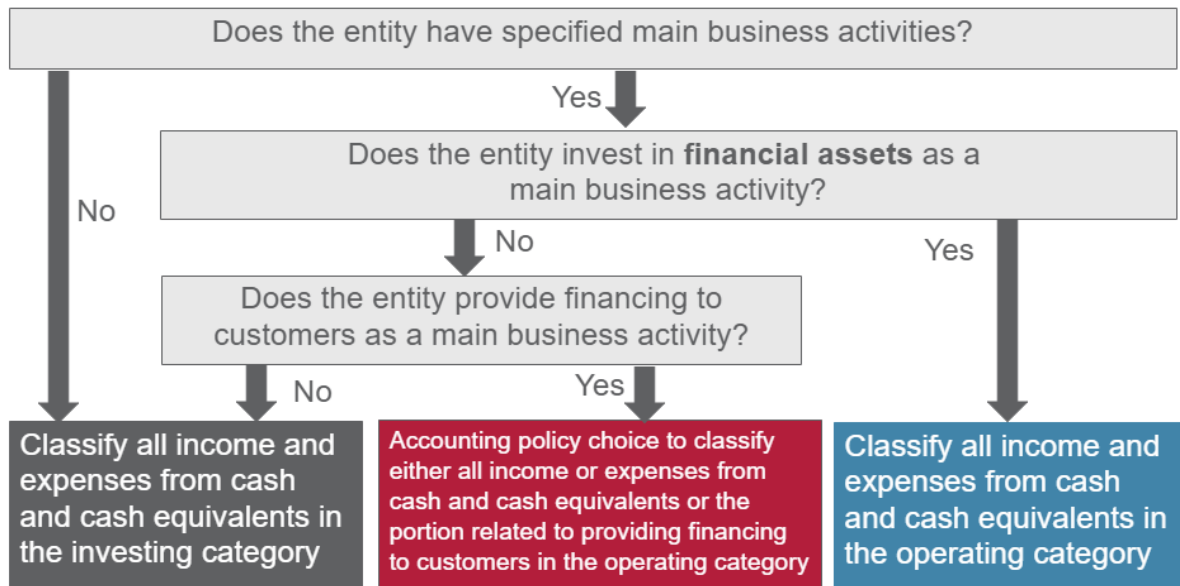 Does the entity have specified main business activities?
Yes
Does the entity invest in financial assets as a
main business activity?
No
No
Yes
Does the entity provide financing to
customers as a main business activity?
No
Yes
Classify all income and
expenses from cash
and cash equivalents in
the investing category
Accounting policy choice to classify
either all income or expenses from
cash and cash equivalents or the
portion related to providing financing
to customers in the operating category
Classify all income and
expenses from cash
and cash equivalents in
the operating category